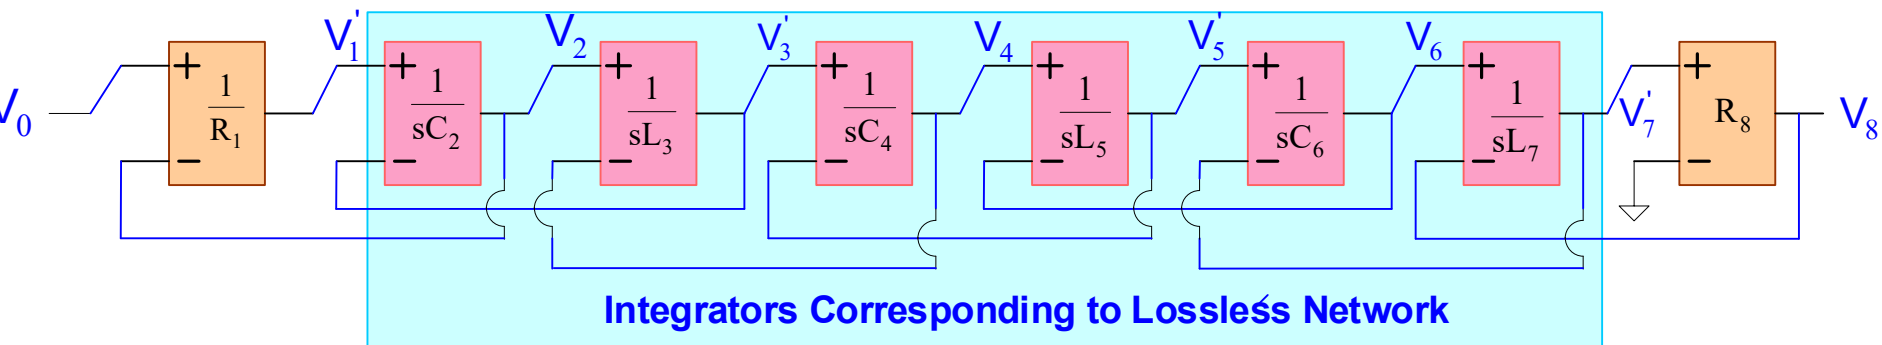 V0
+ − 1/R1
V'1
+ − 1/sC2
V2
+ − 1/sL3
V'3
+ − 1/sC4
V4
+ − 1/sL5
V'5
+ − 1/sC6
V6
+ − 1/sL7
V'7
+ − R8
V8
Integrators Corresponding to Lossless Network